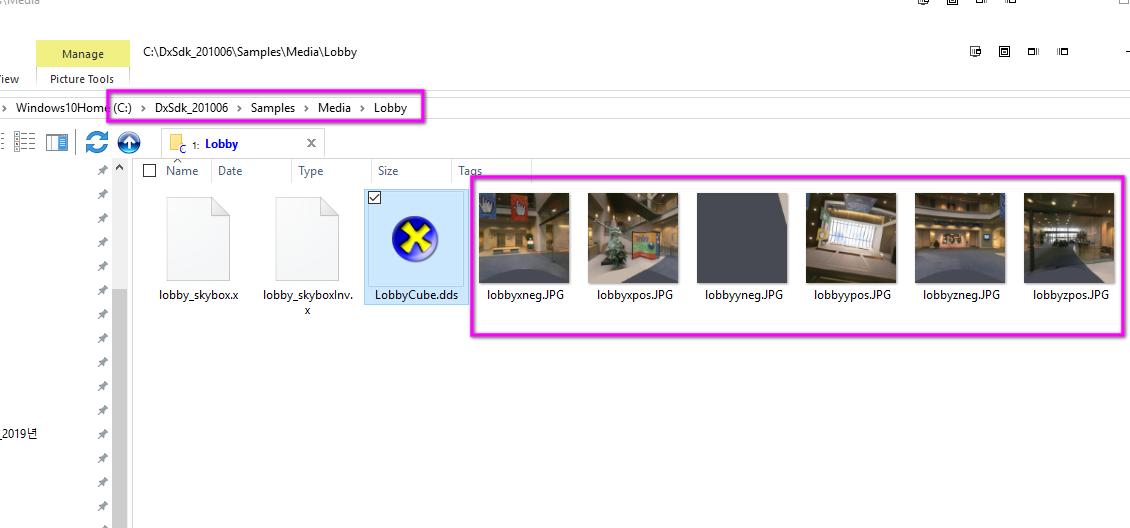 s\Media
Manage
C:\DxSdk_201006\Samples\Media\Lobby
View
Picture Tools
Windows10Home (C:) > DxSdk_201006 > Samples > Media > Lobby
1: Lobby
Name Date Type Size Tags
lobby_skybox.x
lobby_skyboxInv.x
LobbyCube.dds
lobbyxneg.JPG
lobbyxpos.JPG
lobbyyneg.JPG
lobbyypos.JPG
lobbyzneg.JPG
lobbyzpos.JPG
_2019년